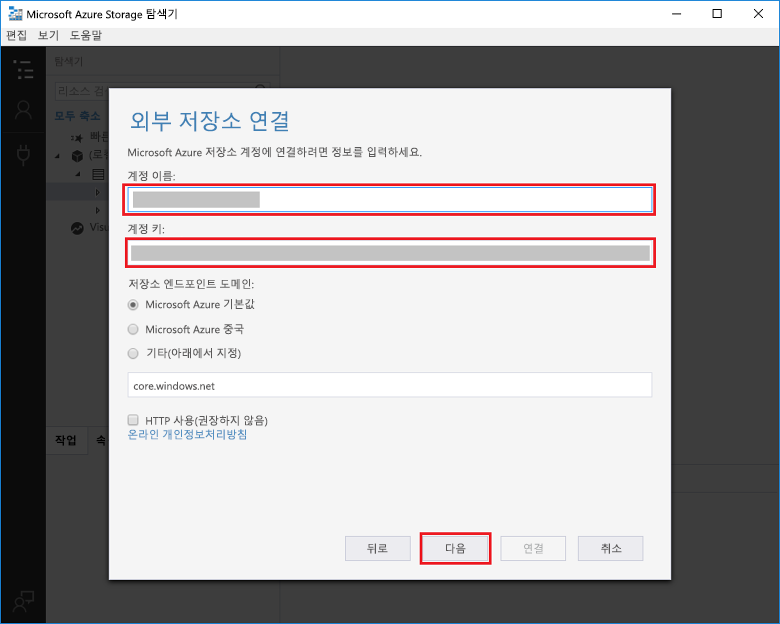 Microsoft Azure Storage 탐색기
편집 보기 도움말
탐색기
리소스 검
모두 축소
빠른
(로컬
Visu
외부 저장소 연결
Microsoft Azure 저장소 계정에 연결하려면 정보를 입력하세요.
계정 이름:
계정 키:
저장소 엔드포인트 도메인:
Microsoft Azure 기본값
Microsoft Azure 중국
기타(아래에서 지정)
core.windows.net
HTTP 사용(권장하지 않음)
온라인 개인정보처리방침
작업 속
뒤로 다음 연결 취소